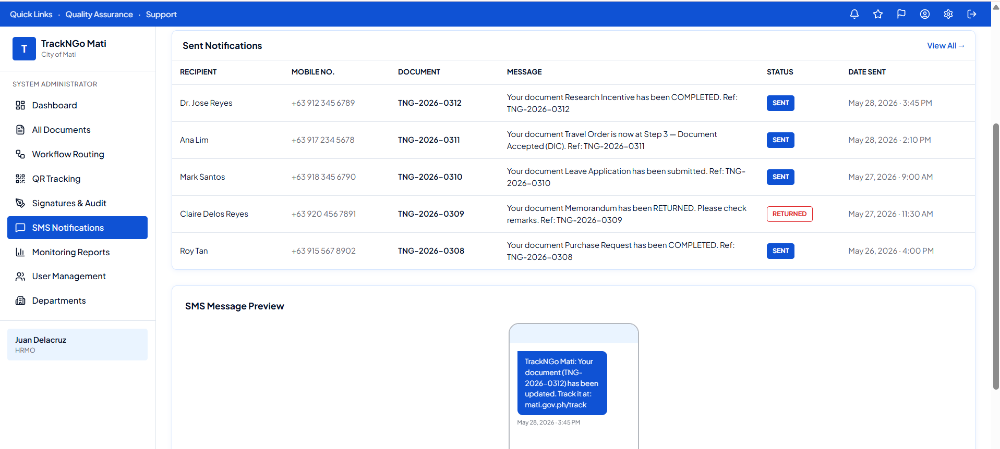 Quick Links · Quality Assurance · Support
T
TrackNGo Mati
City of Mati
SYSTEM ADMINISTRATOR
Dashboard
All Documents
Workflow Routing
QR Tracking
Signatures & Audit
SMS Notifications
Monitoring Reports
User Management
Departments
Juan Delacruz
HRMO
Sent Notifications
View All →
RECIPIENT MOBILE NO. DOCUMENT MESSAGE STATUS DATE SENT
Dr. Jose Reyes +63 912 345 6789 TNG-2026-0312 Your document Research Incentive has been COMPLETED. Ref:
TNG-2026-0312
SENT May 28, 2026 · 3:45 PM
Ana Lim +63 917 234 5678 TNG-2026-0311 Your document Travel Order is now at Step 3 — Document
Accepted (DIC). Ref: TNG-2026-0311
SENT May 28, 2026 · 2:10 PM
Mark Santos +63 918 345 6790 TNG-2026-0310 Your document Leave Application has been submitted. Ref: TNG-
2026-0310
SENT May 27, 2026 · 9:00 AM
Claire Delos Reyes +63 920 456 7891 TNG-2026-0309 Your document Memorandum has been RETURNED. Please check
remarks. Ref: TNG-2026-0309
RETURNED May 27, 2026 · 11:30 AM
Roy Tan +63 915 567 8902 TNG-2026-0308 Your document Purchase Request has been COMPLETED. Ref:
TNG-2026-0308
SENT May 26, 2026 · 4:00 PM
SMS Message Preview
TrackNGo Mati: Your
document (TNG-
2026-0312) has been
updated. Track it at:
mati.gov.ph/track
May 28, 2026 · 3:45 PM